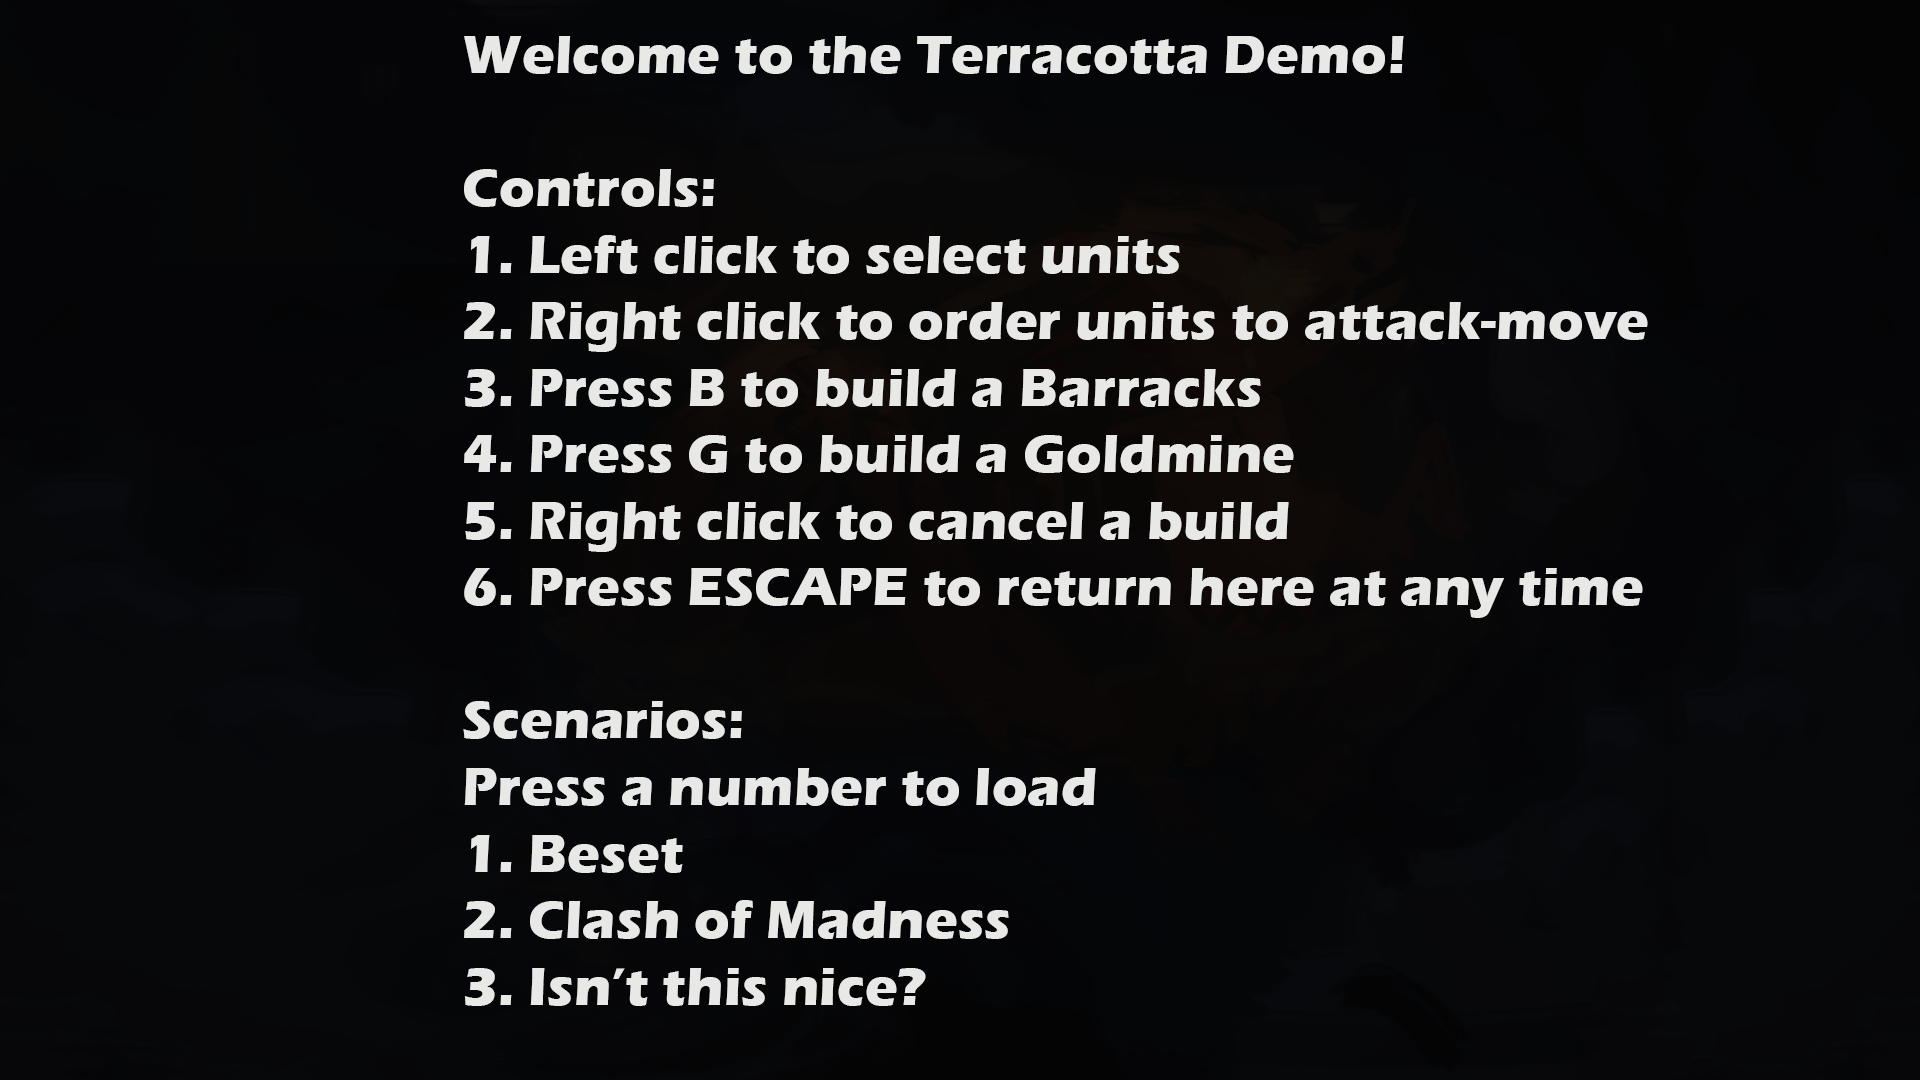 Welcome to the Terracotta Demo!
Controls:
1. Left click to select units
2. Right click to order units to attack-move
3. Press B to build a Barracks
4. Press G to build a Goldmine
5. Right click to cancel a build
6. Press ESCAPE to return here at any time
Scenarios:
Press a number to load
1. Beset
2. Clash of Madness
3. Isn’t this nice?